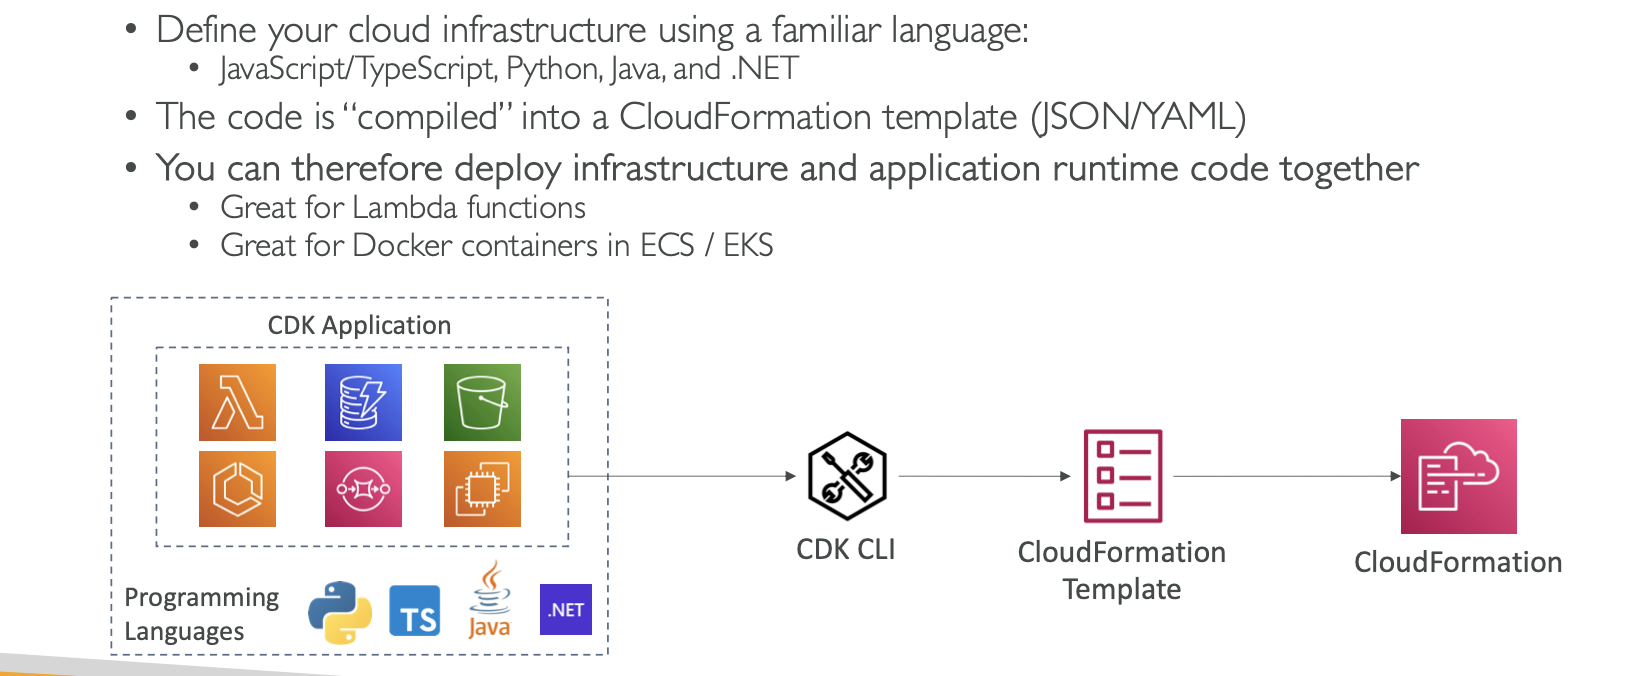 • Define your cloud infrastructure using a familiar language:
• JavaScript/TypeScript, Python, Java, and .NET
• The code is “compiled” into a CloudFormation template (JSON/YAML)
• You can therefore deploy infrastructure and application runtime code together
• Great for Lambda functions
• Great for Docker containers in ECS / EKS
CDK Application
CDK CLI
CloudFormation
Template
CloudFormation
Programming
Languages
TS
Java
.NET